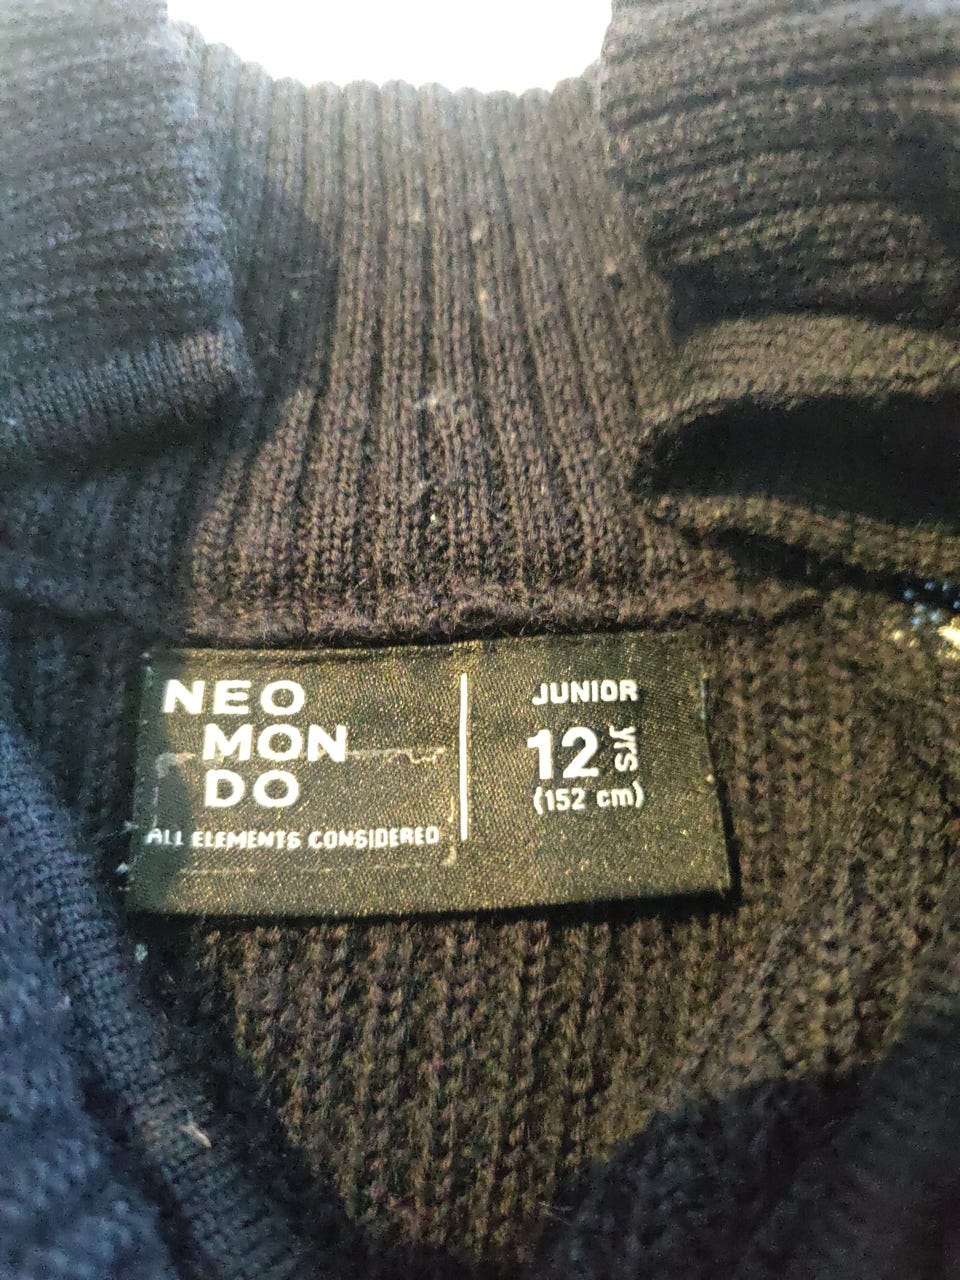 NEO
MON
DO
ALL ELEMENTS CONSIDERED
JUNIOR
12 yrs
(152 cm)